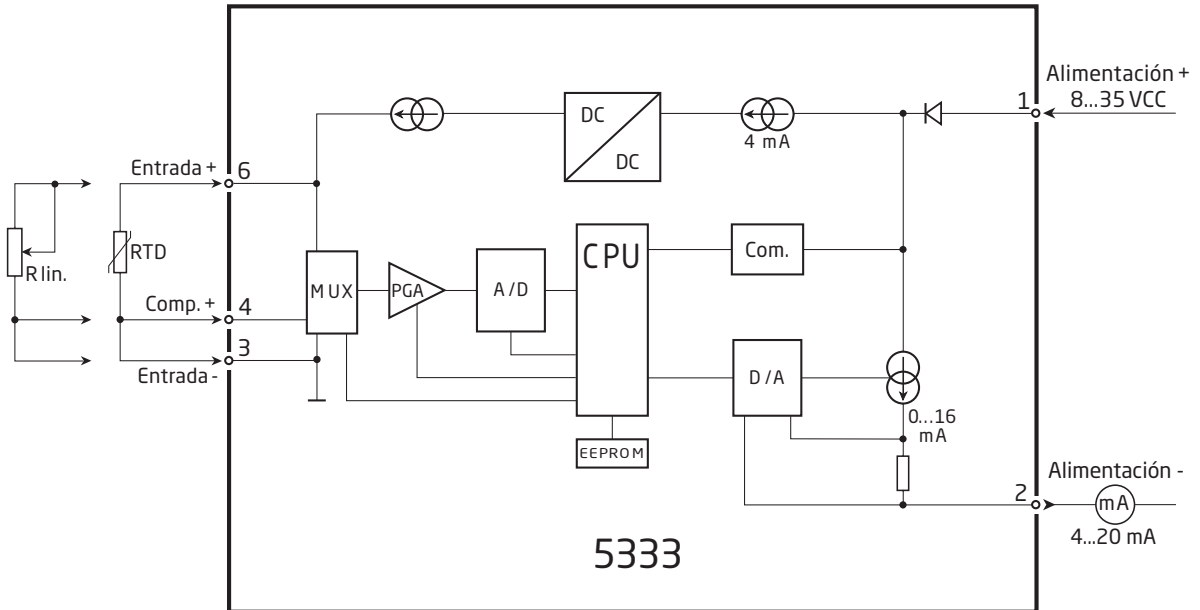 Alimentación +
8...35 VCC
1
DC
DC
4 mA
Entrada +
6
R lin.
RTD
Comp. +
4
3
Entrada -
MUX
PGA
A/D
CPU
Com.
D/A
EEPROM
0...16
mA
2
Alimentación -
mA
4...20 mA
5333